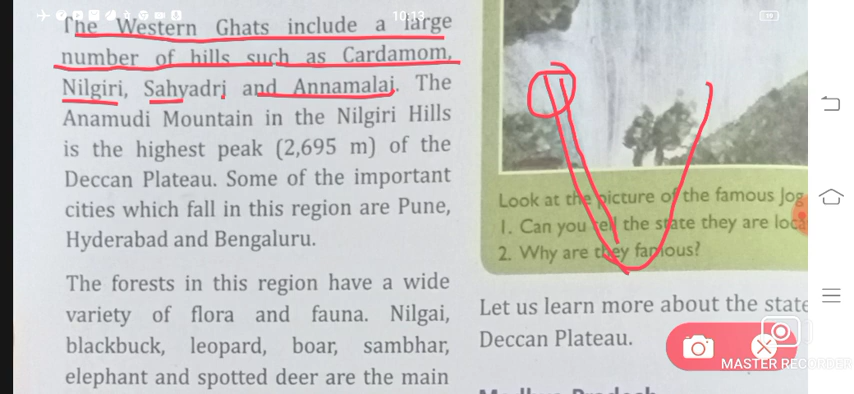 10:13
The Western Ghats include a large
number of hills such as Cardamom,
Nilgiri, Sahyadri and Annamalai. The
Anamudi Mountain in the Nilgiri Hills
is the highest peak (2,695 m) of the
Deccan Plateau. Some of the important
cities which fall in this region are Pune,
Hyderabad and Bengaluru.
The forests in this region have a wide
variety of flora and fauna. Nilgai,
blackbuck, leopard, boar, sambhar,
elephant and spotted deer are the main
Look at the picture of the famous Jog
1. Can you tell the state they are loca
2. Why are they famous?
Let us learn more about the state
Deccan Plateau.
MASTER RECORDER